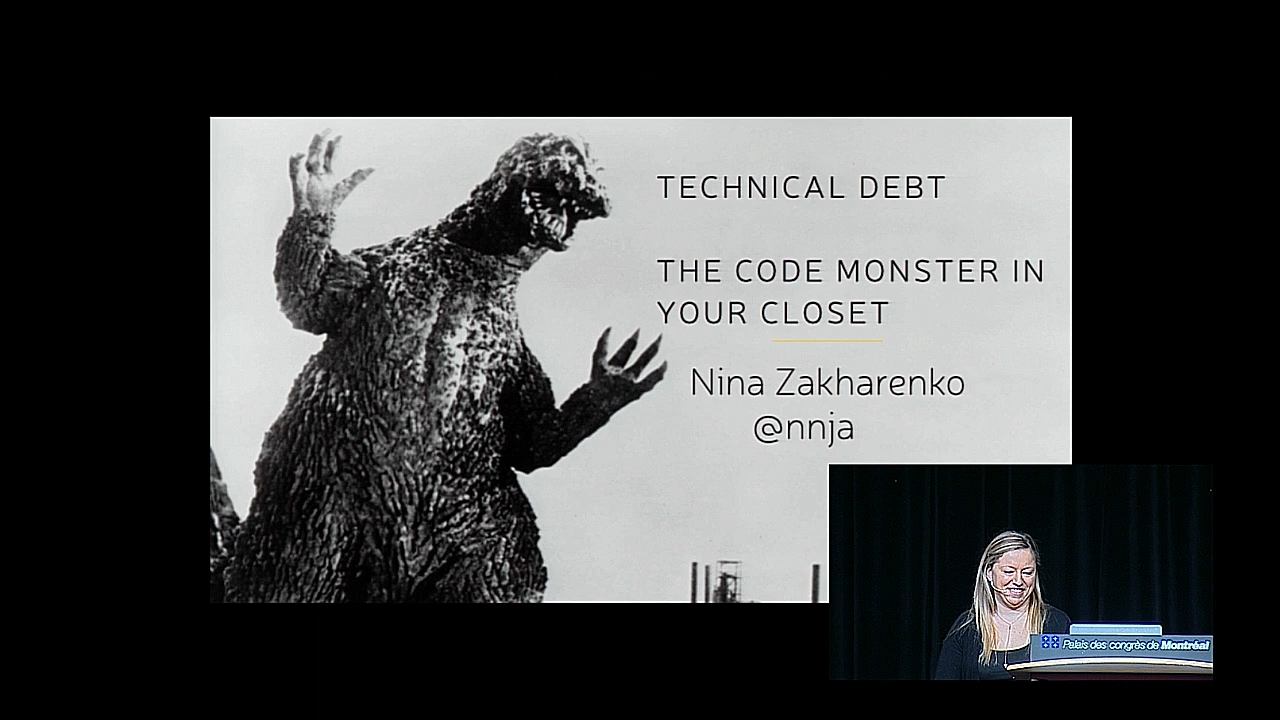 TECHNICAL DEBT
THE CODE MONSTER IN
YOUR CLOSET
Nina Zakharenko
@nnja
Palais des congrès de Montréal